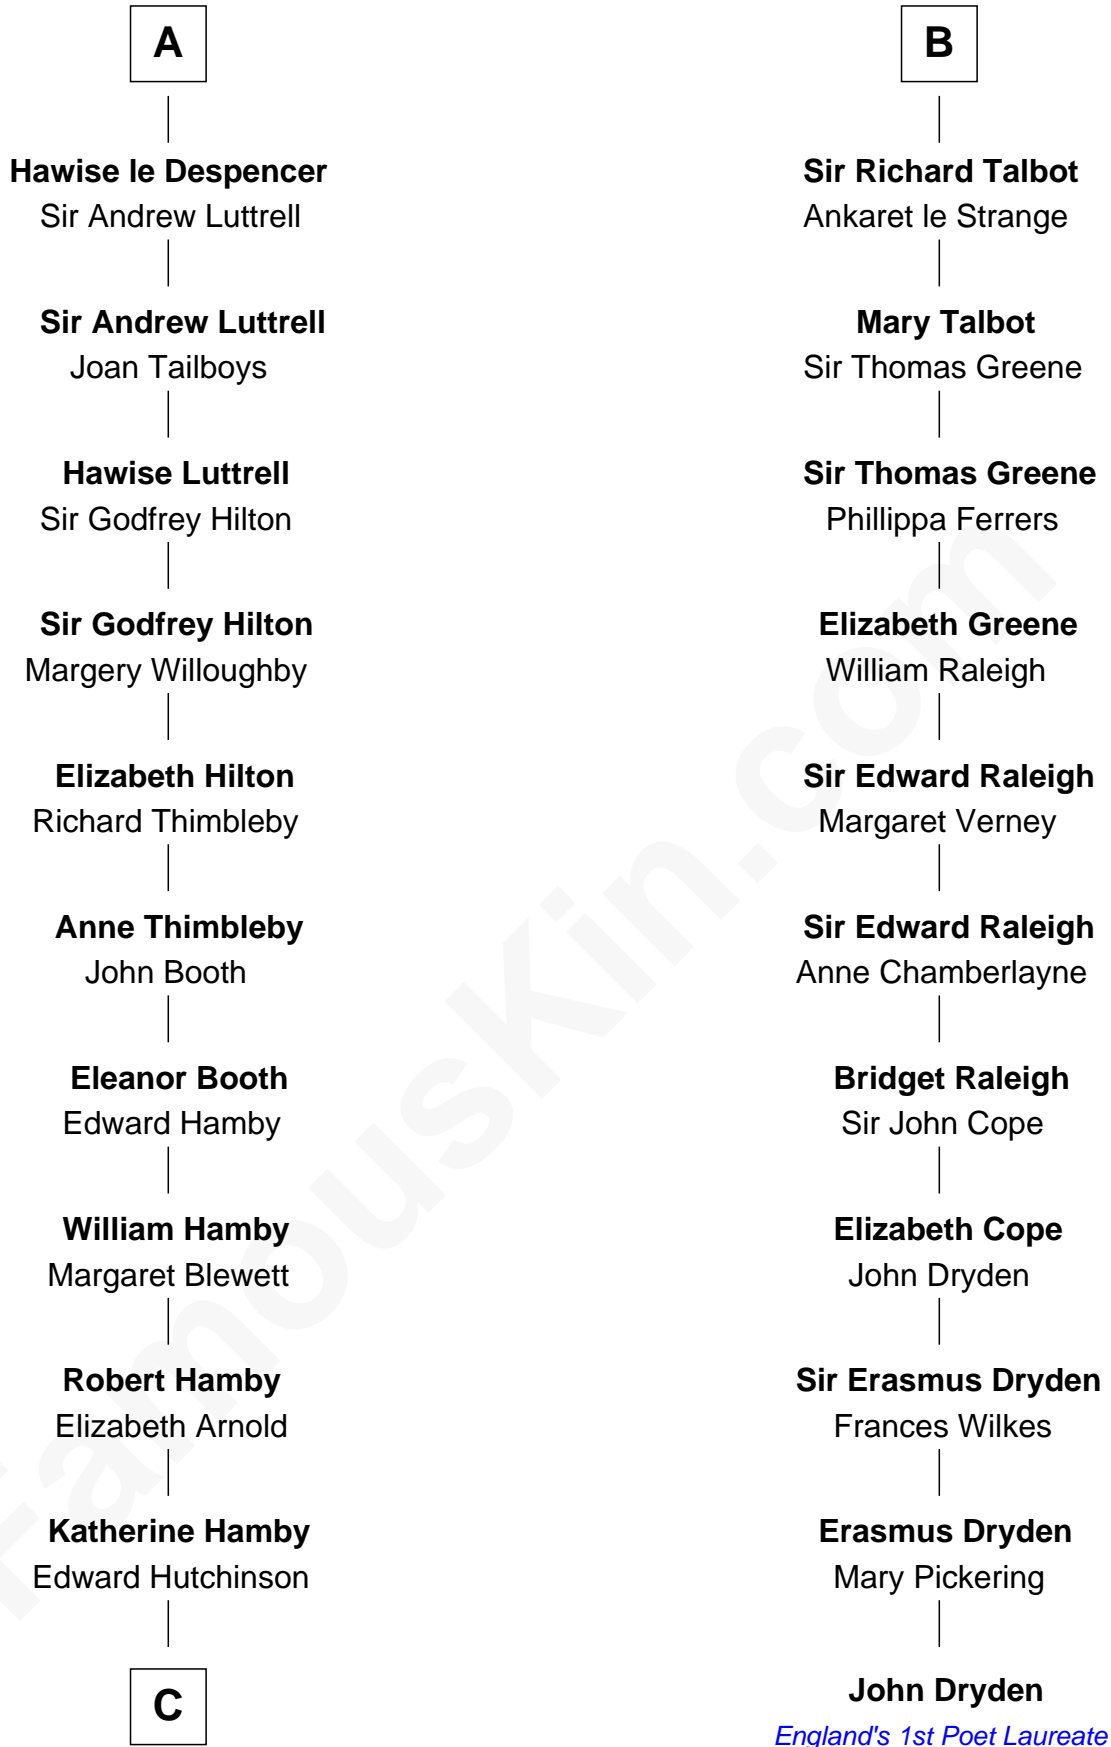 A
Hawise le Despencer
Sir Andrew Luttrell
Sir Andrew Luttrell
Joan Tailboys
Hawise Luttrell
Sir Godfrey Hilton
Sir Godfrey Hilton
Margery Willoughby
Elizabeth Hilton
Richard Thimbleby
Anne Thimbleby
John Booth
Eleanor Booth
Edward Hamby
William Hamby
Margaret Blewett
Robert Hamby
Elizabeth Arnold
Katherine Hamby
Edward Hutchinson
C
B
Sir Richard Talbot
Ankaret le Strange
Mary Talbot
Sir Thomas Greene
Sir Thomas Greene
Phillippa Ferrers
Elizabeth Greene
William Raleigh
Sir Edward Raleigh
Margaret Verney
Sir Edward Raleigh
Anne Chamberlayne
Bridget Raleigh
Sir John Cope
Elizabeth Cope
John Dryden
Sir Erasmus Dryden
Frances Wilkes
Erasmus Dryden
Mary Pickering
John Dryden
England's 1st Poet Laureate
FamousKin.com